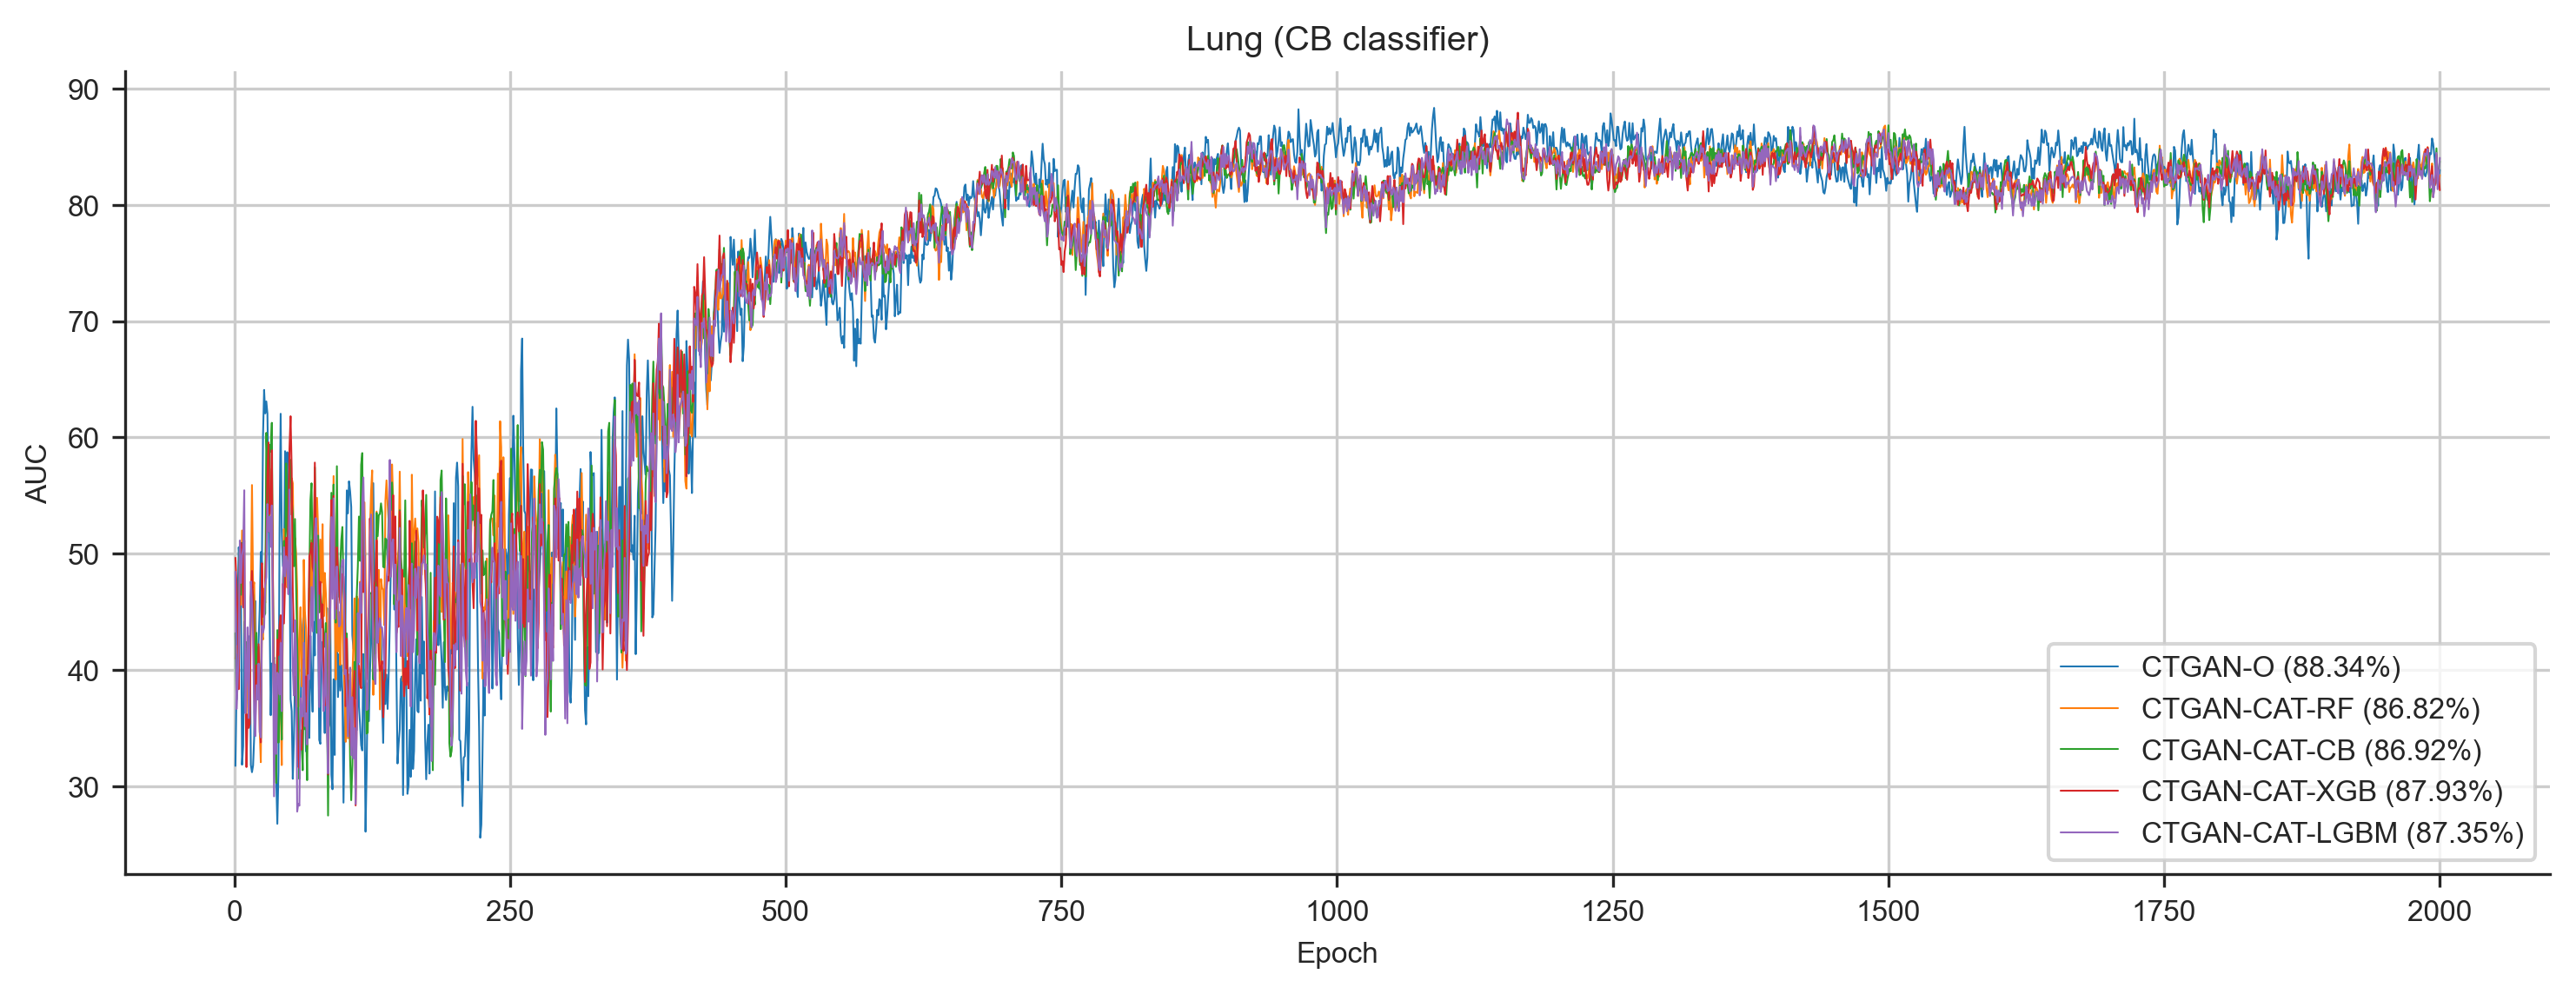 Lung (CB classifier)
90
80
70
60
50
40
30
AUC
0 250 500 750 1000 1250 1500 1750 2000
Epoch
CTGAN-O (88.34%)
CTGAN-CAT-RF (86.82%)
CTGAN-CAT-CB (86.92%)
CTGAN-CAT-XGB (87.93%)
CTGAN-CAT-LGBM (87.35%)